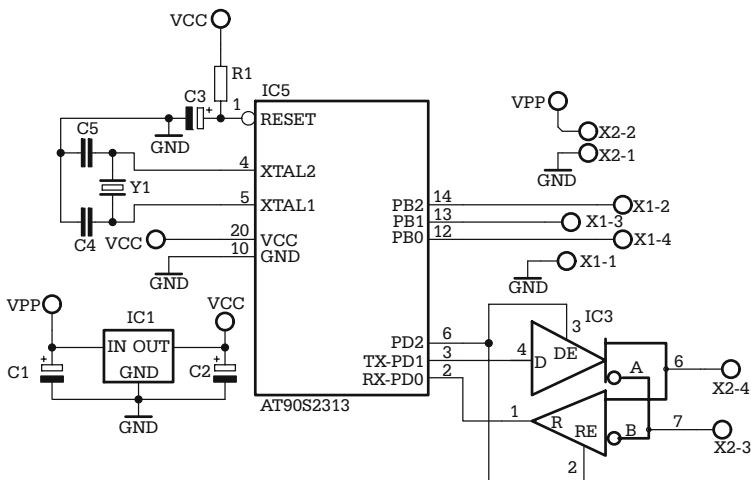 VCC
R1
IC5
C3
+
1
RESET
GND
C5
4
XTAL2
Y1
5
XTAL1
C4
VCC
20
VCC
10
GND
GND
VPP
X2-2
X2-1
GND
PB2
14
X1-2
PB1
13
X1-3
PB0
12
X1-4
X1-1
GND
VPP
IC1
VCC
IN OUT
GND
+
C1
C2
+
GND
PD2
6
TX-PD1
3
RX-PD0
2
AT90S2313
3
IC3
4
D
DE
A
6
X2-4
1
R
RE
B
7
X2-3
2